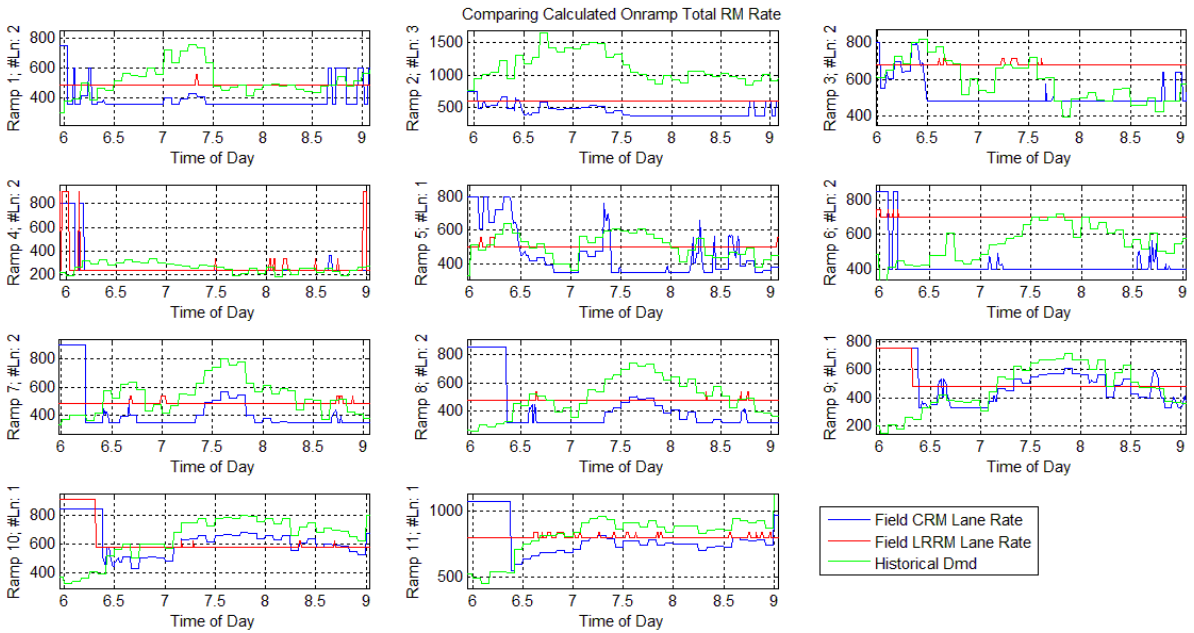 Comparing Calculated Onramp Total RM Rate
Ramp 1; #Ln: 2
800
600
400
6 6.5 7 7.5 8 8.5 9
Time of Day
Ramp 2; #Ln: 3
1500
1000
500
6 6.5 7 7.5 8 8.5 9
Time of Day
Ramp 3; #Ln: 2
800
600
400
6 6.5 7 7.5 8 8.5 9
Time of Day
Ramp 4; #Ln: 2
800
600
400
200
6 6.5 7 7.5 8 8.5 9
Time of Day
Ramp 5; #Ln: 1
800
600
400
6 6.5 7 7.5 8 8.5 9
Time of Day
Ramp 6; #Ln: 2
800
600
400
6 6.5 7 7.5 8 8.5 9
Time of Day
Ramp 7; #Ln: 2
800
600
400
6 6.5 7 7.5 8 8.5 9
Time of Day
Ramp 8; #Ln: 2
800
600
400
6 6.5 7 7.5 8 8.5 9
Time of Day
Ramp 9; #Ln: 1
800
600
400
200
6 6.5 7 7.5 8 8.5 9
Time of Day
Ramp 10; #Ln: 1
800
600
400
6 6.5 7 7.5 8 8.5 9
Time of Day
Ramp 11; #Ln: 1
1000
500
6 6.5 7 7.5 8 8.5 9
Time of Day
Field CRM Lane Rate
Field LRRM Lane Rate
Historical Dmd